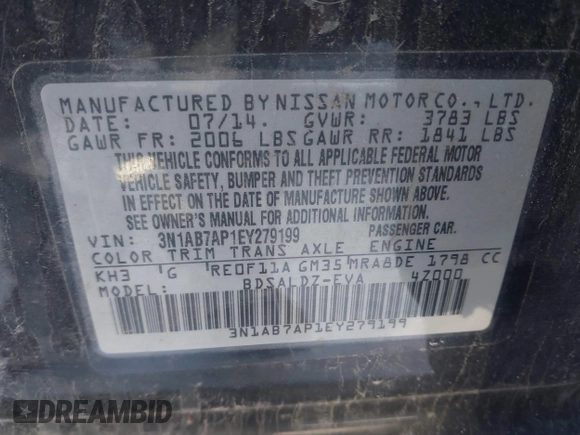 MANUFACTURED BY NISSAN MOTOR CO., LTD.
DATE: 07/14. GVWR: 3783 LBS
GAWR FR: 2006 LBS GAWR RR: 1841 LBS
THIS VEHICLE CONFORMS TO ALL APPLICABLE FEDERAL MOTOR
VEHICLE SAFETY, BUMPER AND THEFT PREVENTION STANDARDS
IN EFFECT ON THE DATE OF MANUFACTURE SHOWN ABOVE.
SEE OWNER'S MANUAL FOR ADDITIONAL INFORMATION.
VIN: 3N1AB7AP1EY279199 PASSENGER CAR.
COLOR TRIM TRANS AXLE ENGINE
KH3 G RE0F11A GM35 MRA8DE 1798 CC
MODEL: BDSALDZ-EVA 4Z000
3N1AB7AP1EY279199
DREAMBID